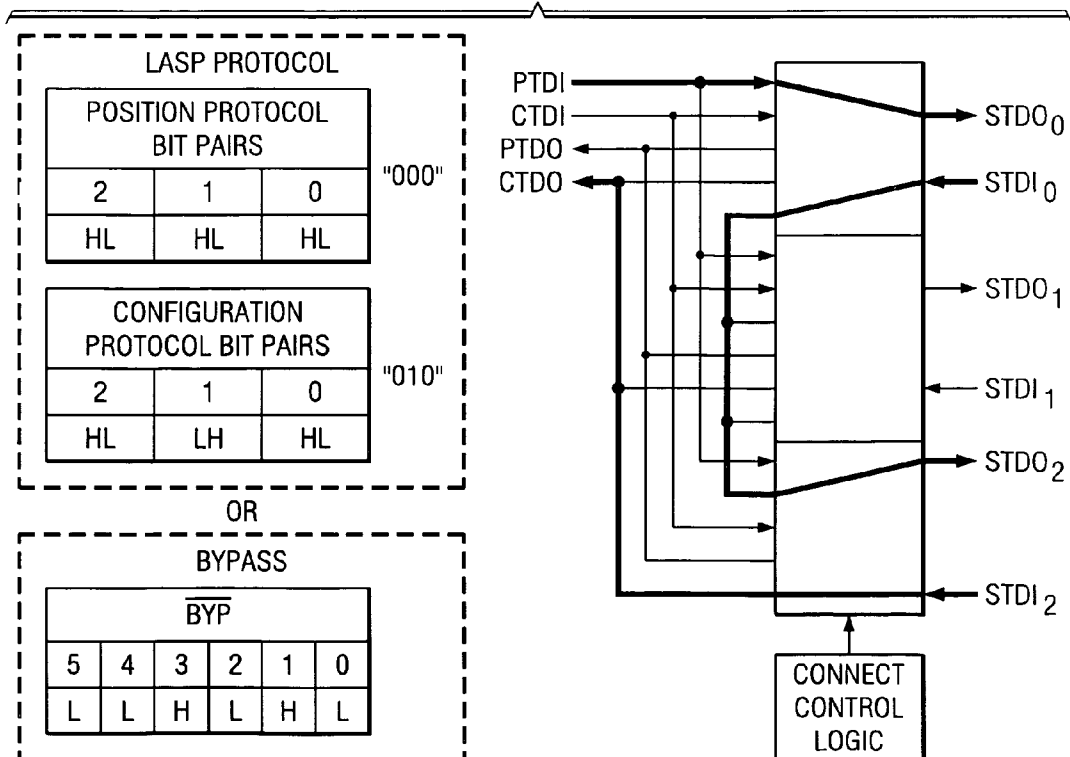 LASP PROTOCOL
POSITION PROTOCOL
BIT PAIRS
2 1 0
HL HL HL
"000"
CONFIGURATION
PROTOCOL BIT PAIRS
2 1 0
HL LH HL
"010"
OR
BYPASS
BYP
5 4 3 2 1 0
L L H L H L
PTDI
CTDI
PTDO
CTDO
STDO0
STDI0
STDO1
STDI1
STDO2
STDI2
CONNECT
CONTROL
LOGIC